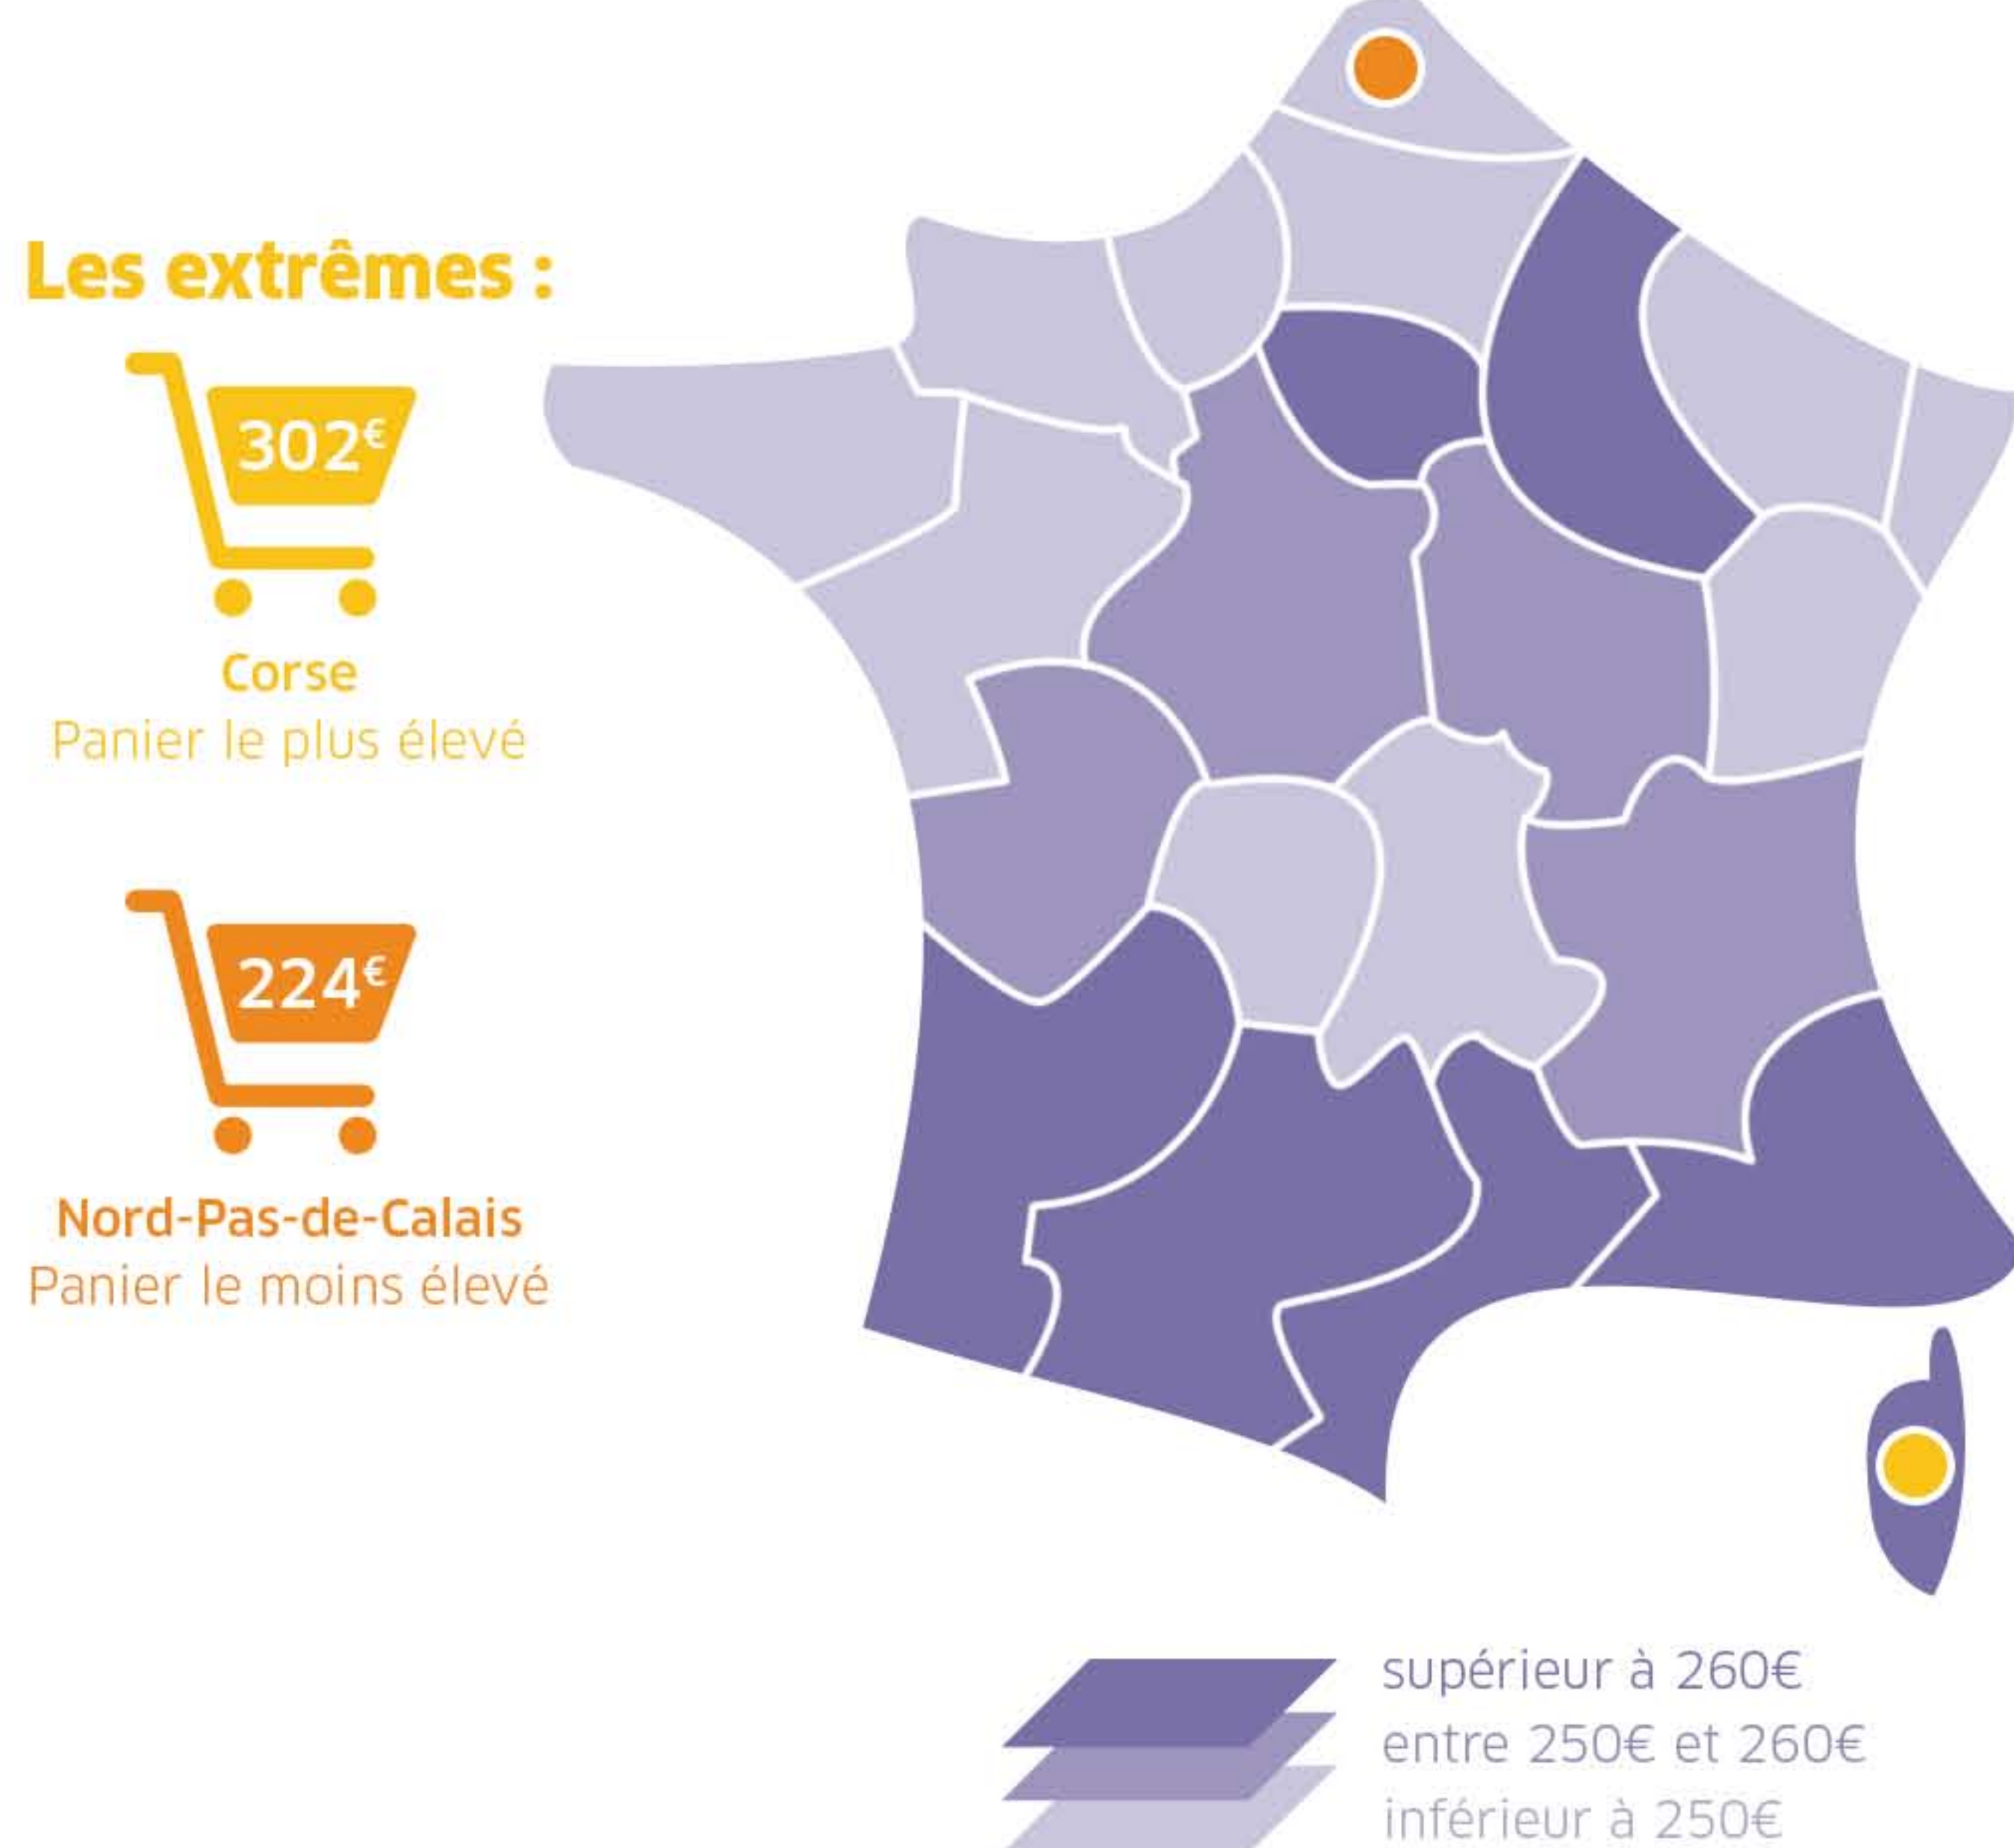 Les extrêmes :
302€
Corse
Panier le plus élevé
224€
Nord-Pas-de-Calais
Panier le moins élevé
supérieur à 260€
entre 250€ et 260€
inférieur à 250€